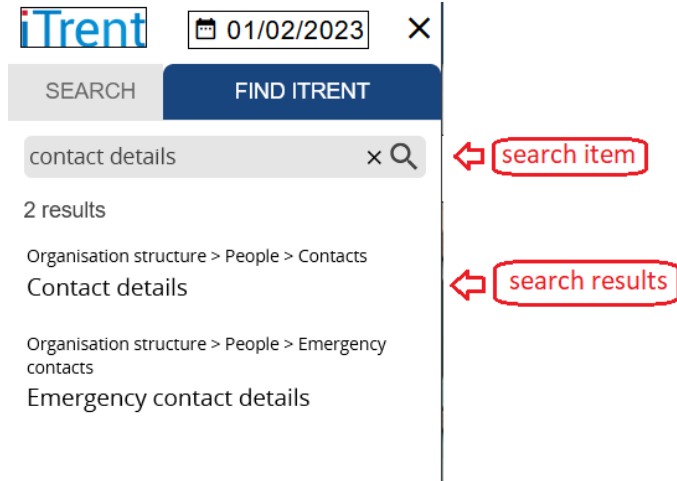 iTrent 01/02/2023
SEARCH FIND ITRENT
contact details
search item
2 results
Organisation structure > People > Contacts
Contact details
search results
Organisation structure > People > Emergency
contacts
Emergency contact details